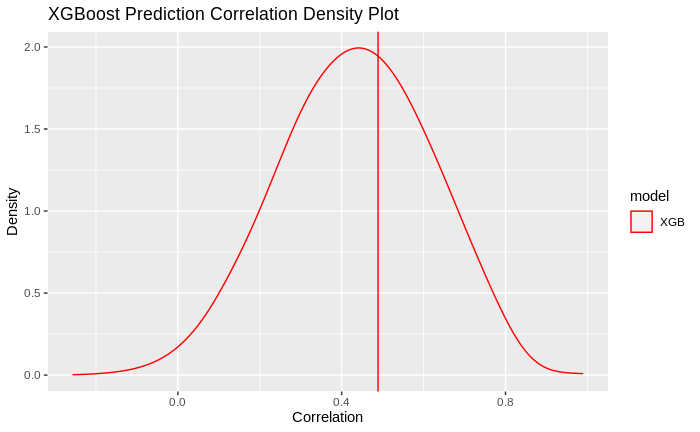 XGBoost Prediction Correlation Density Plot
2.0
1.5
1.0
0.5
0.0
Density
0.0 0.4 0.8
Correlation
model
XGB